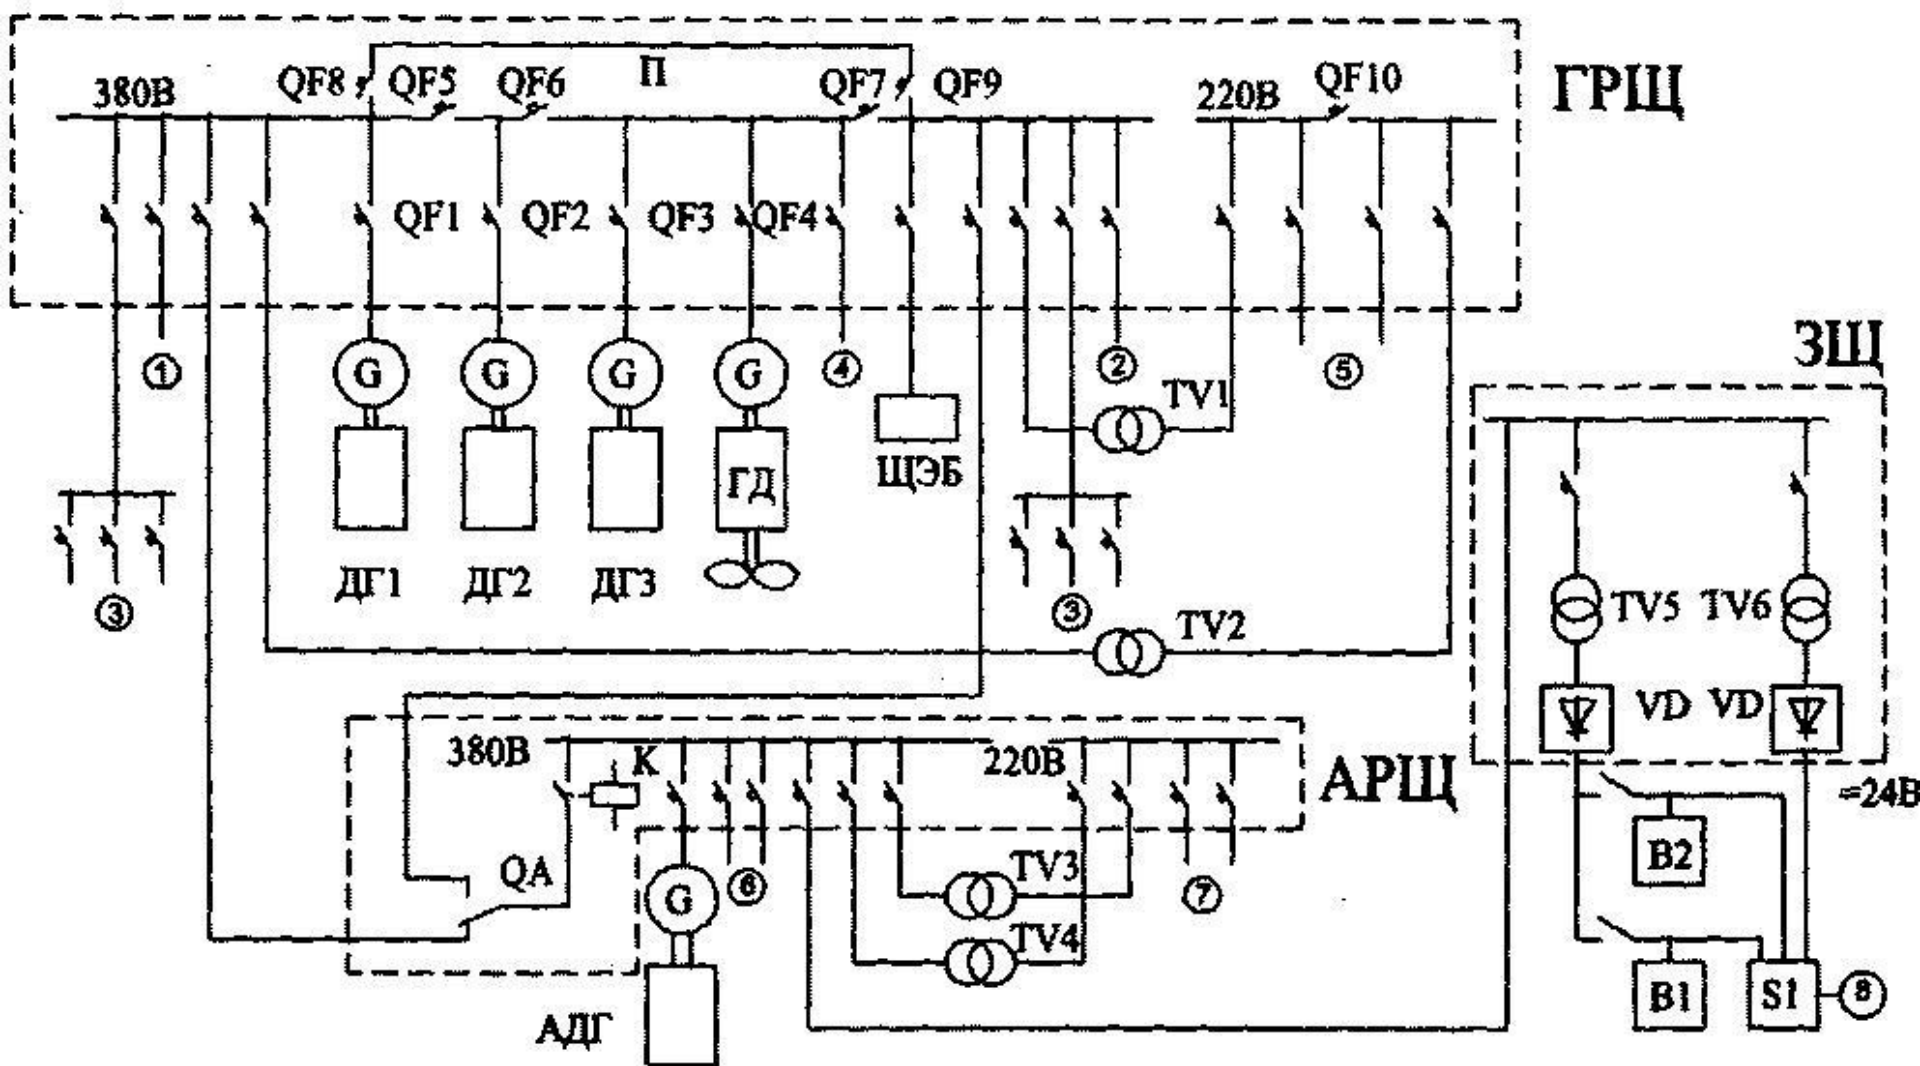 380В QF8 QF5 QF6 П QF7 QF9 220В QF10 ГРЩ
QF1 QF2 QF3 QF4
① G G G G ④ ② ⑤ ЗЩ
TV1
ГД ЩЭБ
ДГ1 ДГ2 ДГ3
③ ③ TV2 TV5 TV6
VD VD
380В К 220В АРЩ =24В
QA G ⑥ TV3 ⑦ B2
TV4
АДГ B1 S1 ⑧